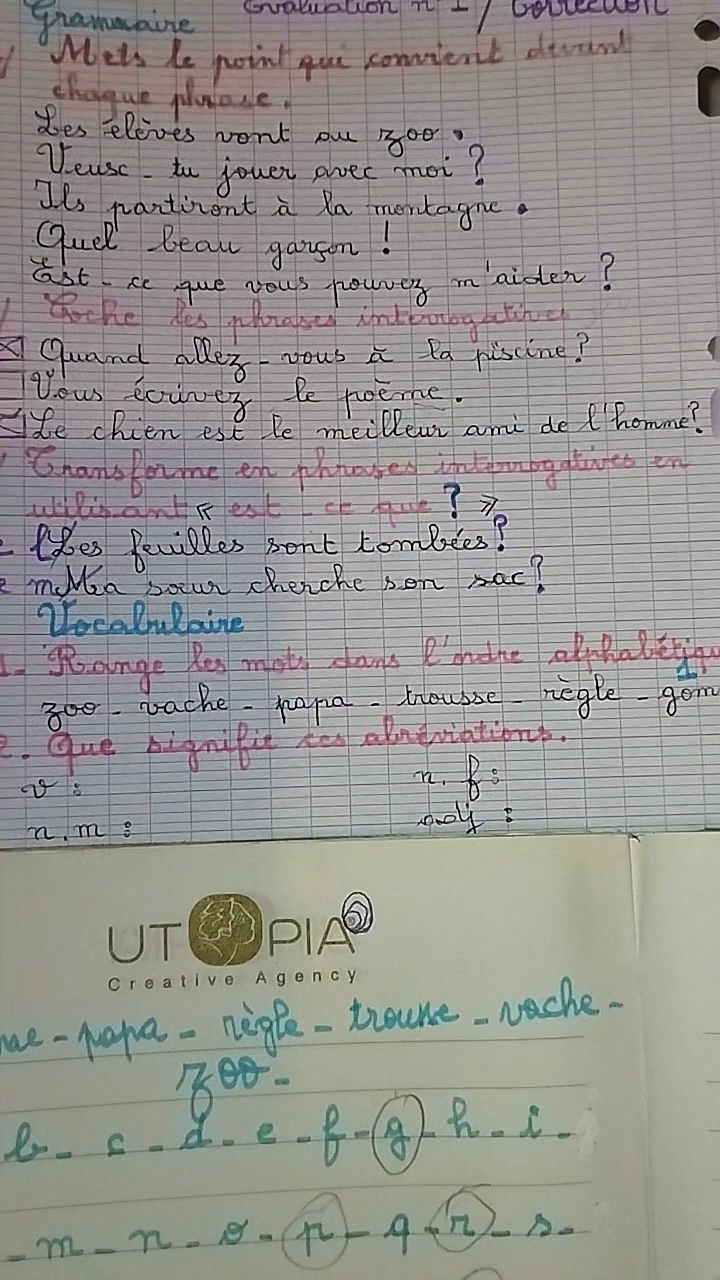 Grammaire Evaluation n° 1 / Correction
Mets le point qui convient devant
chaque phrase.
Les élèves vont au zoo.
Veux-tu jouer avec moi ?
Ils partiront à la montagne.
Quel beau garçon !
Est-ce que vous pouvez m'aider ?
Coche les phrases interrogatives
Quand allez-vous à la piscine ?
Vous écrivez le poème.
Le chien est le meilleur ami de l'homme ?
Transforme en phrases interrogatives en
utilisant « est-ce que ? »
Les feuilles sont tombées ?
Ma sœur cherche son sac ?
Vocabulaire
1. Range les mots dans l'ordre alphabétiqu
zoo - vache - papa - trousse - règle - gom
2. Que signifie ces abréviations.
v : n.f :
n.m : adj :
UTOPIA
Creative Agency
me - papa - règle - trousse - vache -
zoo -
b - c - d - e - f - g - h - i -
- m - n - o - p - q - r - s -